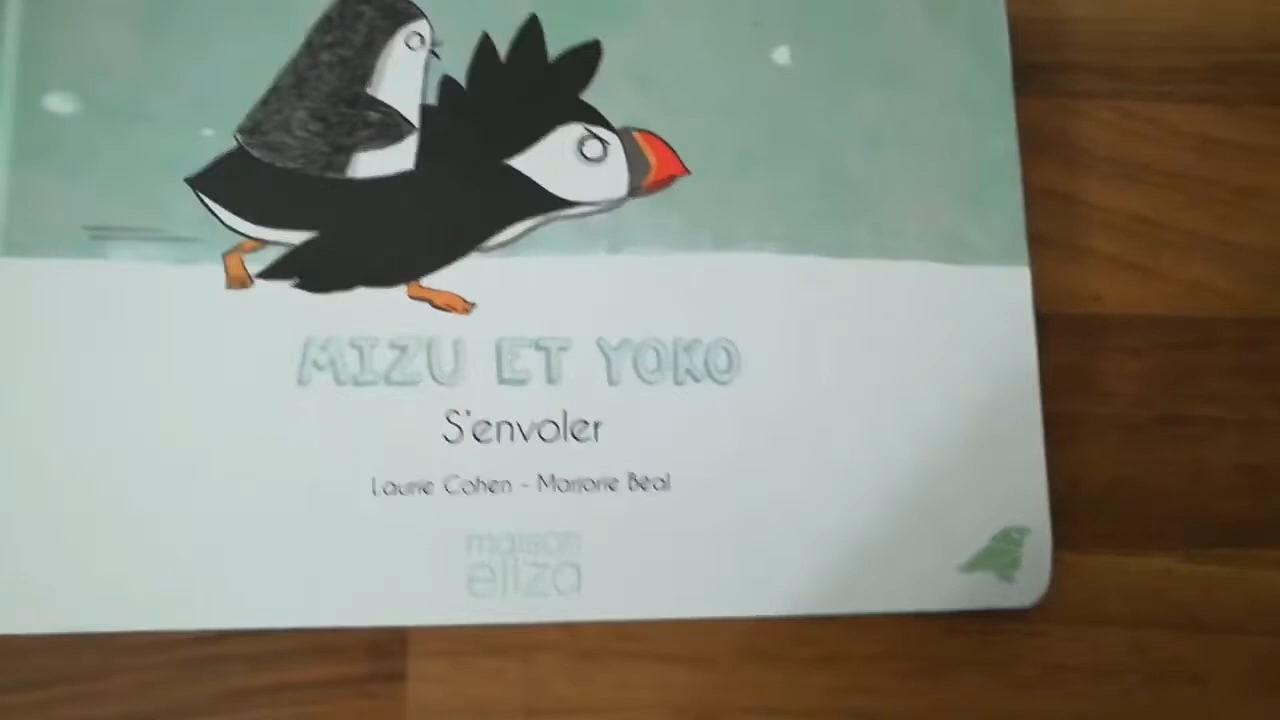 MIZU ET YOKO
S'envoler
Laurie Cohen - Marjorie Béal
maison
eliza